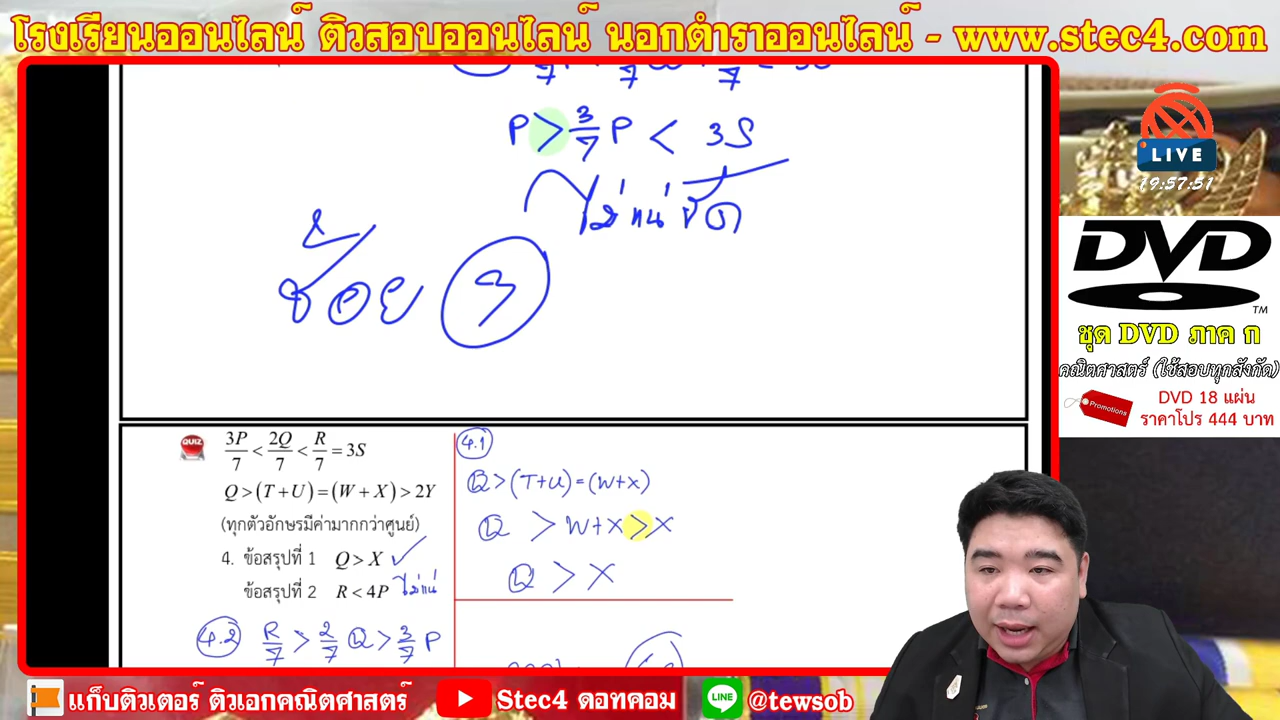 โรงเรียนออนไลน์ ติวสอบออนไลน์ นอกตำราออนไลน์ - www.stec4.com
P > 3/7 P < 3S
ไม่แน่ชัด
ข้อย 3
LIVE
19:57:51
DVD
TM
ชุด DVD ภาค ก
คณิตศาสตร์ (ใช้สอบทุกสังกัด)
Promotions
DVD 18 แผ่น
ราคาโปร 444 บาท
QUIZ
3P/7 < 2Q/7 < R/7 = 3S
Q > (T + U) = (W + X) > 2Y
(ทุกตัวอักษรมีค่ามากกว่าศูนย์)
4. ข้อสรุปที่ 1 Q > X ✓
ข้อสรุปที่ 2 R < 4P ไม่แน่
4.2 R/7 > 2/7 Q > 3/7 P
4.1
Q > (T+U) = (W+X)
Q > W+X > X
Q > X
แก๊บติวเตอร์ ติวเอกคณิตศาสตร์
Stec4 ดอทคอม
LINE
@tewsob